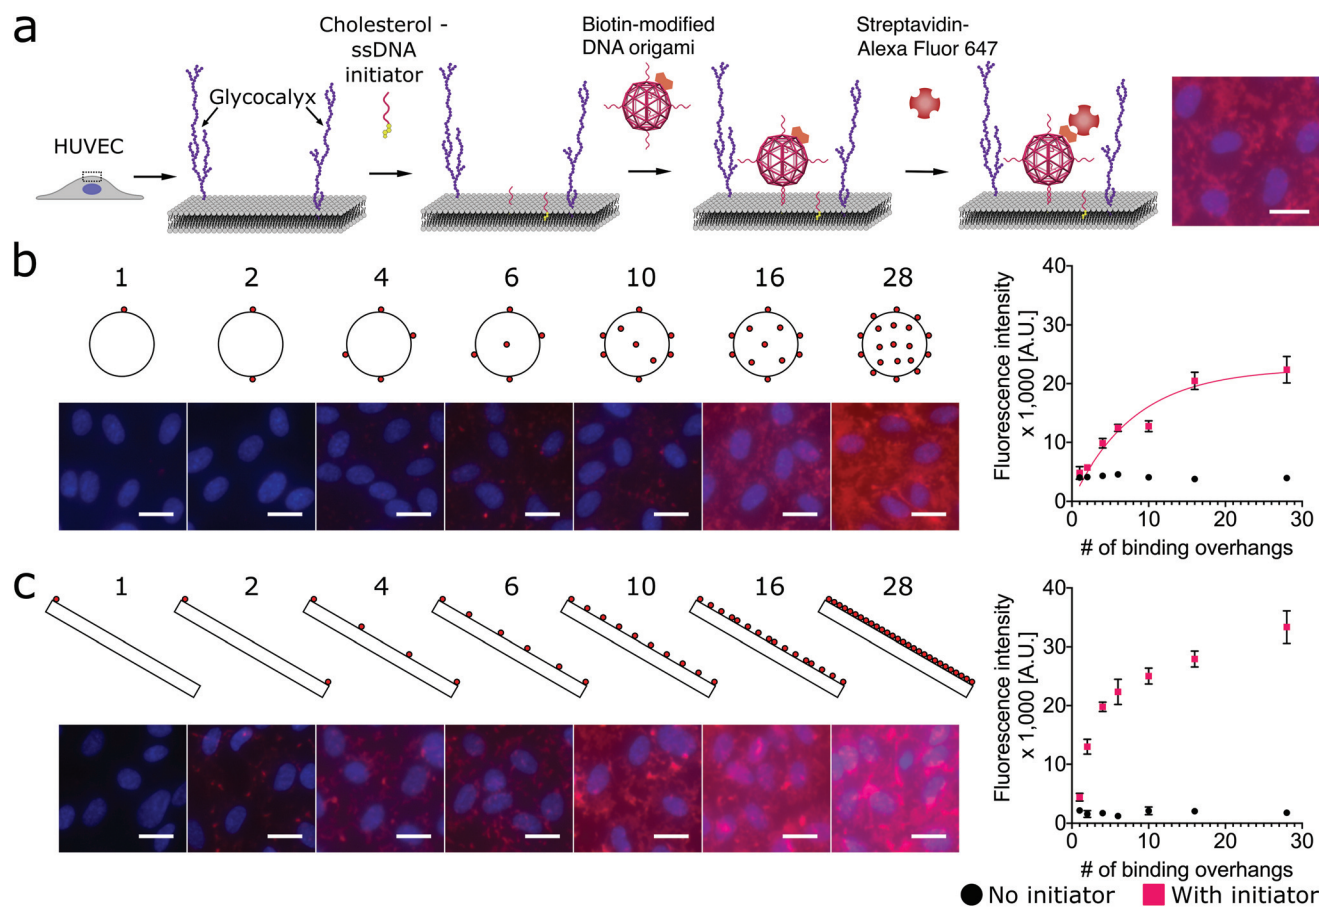 a
Cholesterol -
ssDNA
initiator
Biotin-modified
DNA origami
Streptavidin-
Alexa Fluor 647
Glycocalyx
HUVEC
b
1 2 4 6 10 16 28
Fluorescence intensity
x 1,000 [A.U.]
40
30
20
10
0
0 10 20 30
# of binding overhangs
c
1 2 4 6 10 16 28
Fluorescence intensity
x 1,000 [A.U.]
40
30
20
10
0
0 10 20 30
# of binding overhangs
No initiator With initiator